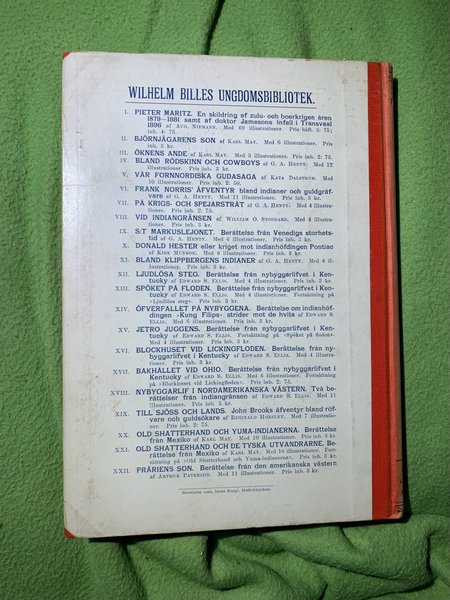 WILHELM BILLES UNGDOMSBIBLIOTEK.
I. PIETER MARITZ. En skildring af zulu- och boerkrigen åren
1879—1881 samt af doktor Jamesons Infall i Transvaal
1896 af AUG. NIEMANN. Med 69 illustrationer. Pris häft. 3: 75;
inb. 4: 75.
II. BJÖRNJÄGARENS SON af KARL MAY. Med 6 illustrationer. Pris
inb. 3 kr.
III. ÖKNENS ANDE af KARL MAY. Med 5 illustrationer. Pris inb. 2: 75.
IV. BLAND RÖDSKINN OCH COWBOYS af G. A. HENTY. Med 12
illustrationer. Pris inb. 3 kr.
V. VÅR FORNNORDISKA GUDASAGA af KATA DALSTRÖM. Med
10 illustrationer. Pris inb. 2: 50.
VI. FRANK NORRIS' ÄFVENTYR bland indianer och guldgräf-
vare af G. A. HENTY. Med 11 illustrationer. Pris inb. 3 kr.
VII. PÅ KRIGS- OCH SPEJARSTRÅT af G. A. HENTY. Med 4 illustra-
tioner. Pris inb. 2: 75.
VIII. VID INDIANGRÄNSEN af WILLIAM O. STODDARD. Med 4 illustra-
tioner. Pris inb. 3 kr.
IX. S:T MARKUSLEJONET. Berättelse från Venedigs storhets-
tid af G. A. HENTY. Med 6 illustrationer. Pris inb. 3 kr.
X. DONALD HESTER eller kriget mot indianhöfdingen Pontiac
af KIRK MUNROE. Med 6 illustrationer. Pris inb. 3 kr.
XI. BLAND KLIPPBERGENS INDIANER af G. A. HENTY. Med 6 il-
lustrationer. Pris inb. 3 kr.
XII. LJUDLÖSA STEG. Berättelse från nybyggarlifvet i Ken-
tucky af EDWARD S. ELLIS. Med 4 illustrationer. Pris inb. 3 kr.
XIII. SPÖKET PÅ FLODEN. Berättelse från nybyggarlifvet i Ken-
tucky af EDWARD S. ELLIS. Med 4 illustrationer. Fortsättning på
»Ljudlösa steg». Pris inb. 3 kr.
XIV. ÖFVERFALLET PÅ NYBYGGENA. Berättelse om indianhöf-
dingen »Kung Filips» strider mot de hvita af EDWARD S.
ELLIS. Med 6 illustrationer. Pris inb. 3 kr.
XV. JETRO JUGGENS. Berättelse från nybyggarlifvet i Ken-
tucky af EDWARD S. ELLIS. Fortsättning på »Spöket på floden».
Med 4 illustrationer. Pris inb. 3 kr.
XVI. BLOCKHUSET VID LICKINGFLODEN. Berättelse från ny-
byggarlifvet i Kentucky af EDWARD S. ELLIS. Med 4 illustra-
tioner. Pris inb. 3 kr.
XVII. BAKHÅLLET VID OHIO. Berättelse från nybyggarlifvet i
Kentucky af EDWARD S. ELLIS. Med 6 illustrationer. Fortsättning
på »Blockhuset vid Lickingfloden». Pris inb. 2: 75.
XVIII. NYBYGGARLIF I NORDAMERIKANSKA VÄSTERN. Två be-
rättelser från indiangränsen af EDWARD S. ELLIS. Med 11
illustrationer. Pris inb. 3 kr.
XIX. TILL SJÖSS OCH LANDS. John Brooks äfventyr bland röf-
vare och guldsökare af REGINALD HORSLEY. Med 7 illustratio-
ner. Pris inb. 2: 75.
XX. OLD SHATTERHAND OCH YUMA-INDIANERNA. Berättelse
från Mexiko af KARL MAY. Med 10 illustrationer. Pris inb. 3 kr.
XXI. OLD SHATTERHAND OCH DE TYSKA UTVANDRARNE. Be-
rättelse från Mexiko af KARL MAY. Med 10 illustrationer. Fort-
sättning på »Old Shatterhand och Yuma-indianerna». Pris inb. 3 kr.
XXII. PRÄRIENS SON. Berättelse från den amerikanska västern
af ARTHUR PATERSON. Med 11 illustrationer. Pris inb. 3 kr.